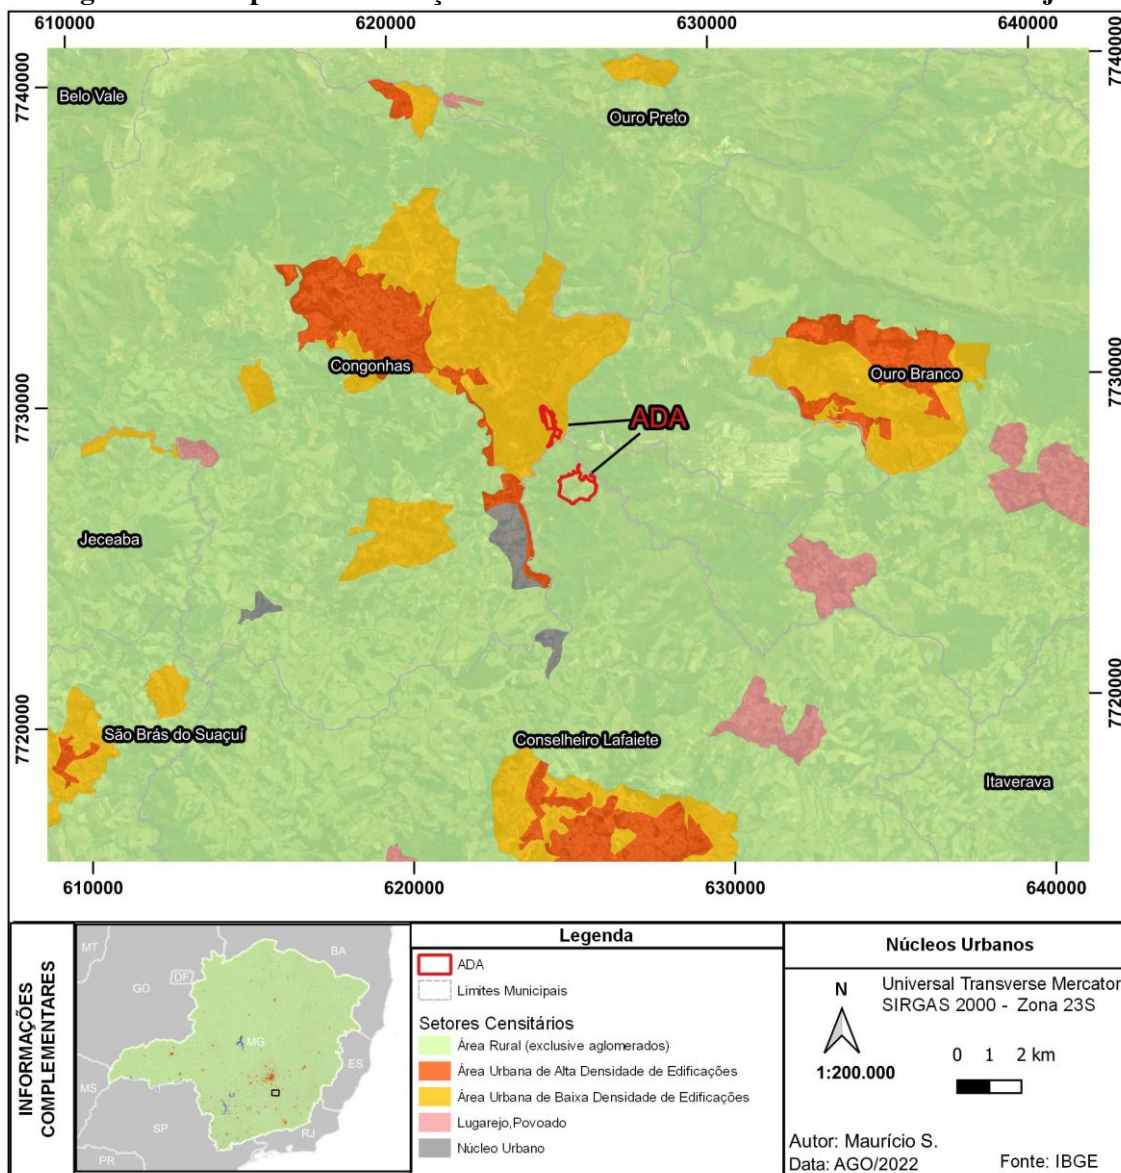 610000 620000 630000 640000
7740000
7740000
Belo Vale
Ouro Preto
Congonhas
Ouro Branco
7730000
7730000
ADA
Jeceaba
São Brás do Suaçuí
Conselheiro Lafaiete
Itaverava
7720000
7720000
610000 620000 630000 640000
INFORMAÇÕES
COMPLEMENTARES
MT
BA
DF
GO
MG
ES
MS
SP
RJ
PR
Legenda
ADA
Limites Municipais
Setores Censitários
Área Rural (exclusive aglomerados)
Área Urbana de Alta Densidade de Edificações
Área Urbana de Baixa Densidade de Edificações
Lugarejo,Povoado
Núcleo Urbano
Núcleos Urbanos
N
Universal Transverse Mercator
SIRGAS 2000 - Zona 23S
0 1 2 km
1:200.000
Autor: Maurício S.
Data: AGO/2022
Fonte: IBGE